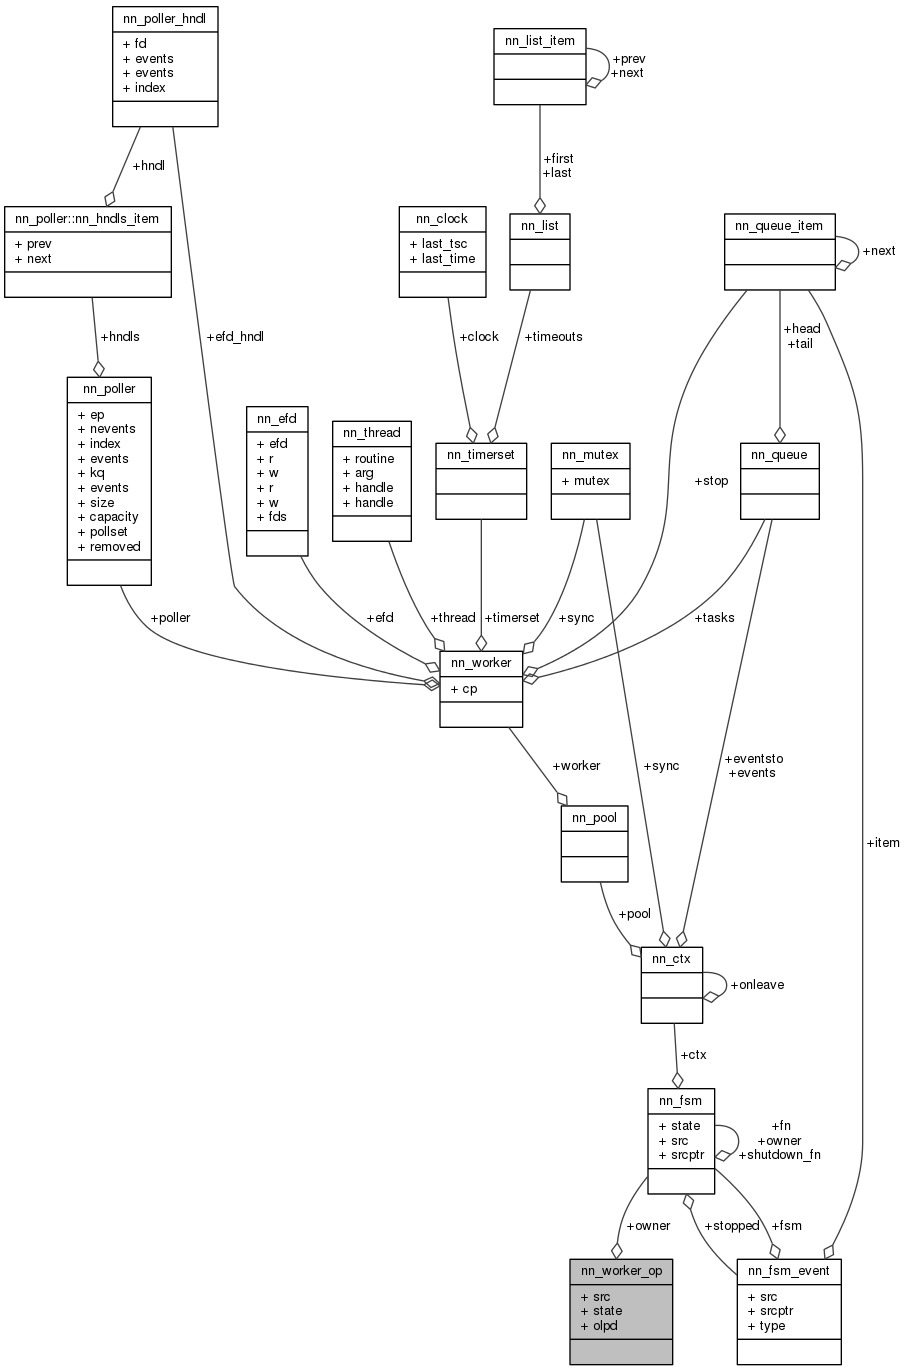 nn_poller_hndl
+ fd
+ events
+ events
+ index
nn_list_item
+prev
+next
+hndl
+first
+last
nn_poller::nn_hndls_item
+ prev
+ next
nn_clock
+ last_tsc
+ last_time
nn_list
nn_queue_item
+next
+hndls
+efd_hndl
+clock
+timeouts
+head
+tail
nn_poller
+ ep
+ nevents
+ index
+ events
+ kq
+ events
+ size
+ capacity
+ pollset
+ removed
nn_efd
+ efd
+ r
+ w
+ r
+ w
+ fds
nn_thread
+ routine
+ arg
+ handle
+ handle
nn_timerset
nn_mutex
+ mutex
nn_queue
+stop
+poller
+efd
+thread
+timerset
+sync
+tasks
nn_worker
+ cp
+worker
+sync
+eventsto
+events
nn_pool
+item
+pool
nn_ctx
+onleave
+ctx
nn_fsm
+ state
+ src
+ srcptr
+fn
+owner
+shutdown_fn
+owner
+stopped
+fsm
nn_worker_op
+ src
+ state
+ olpd
nn_fsm_event
+ src
+ srcptr
+ type